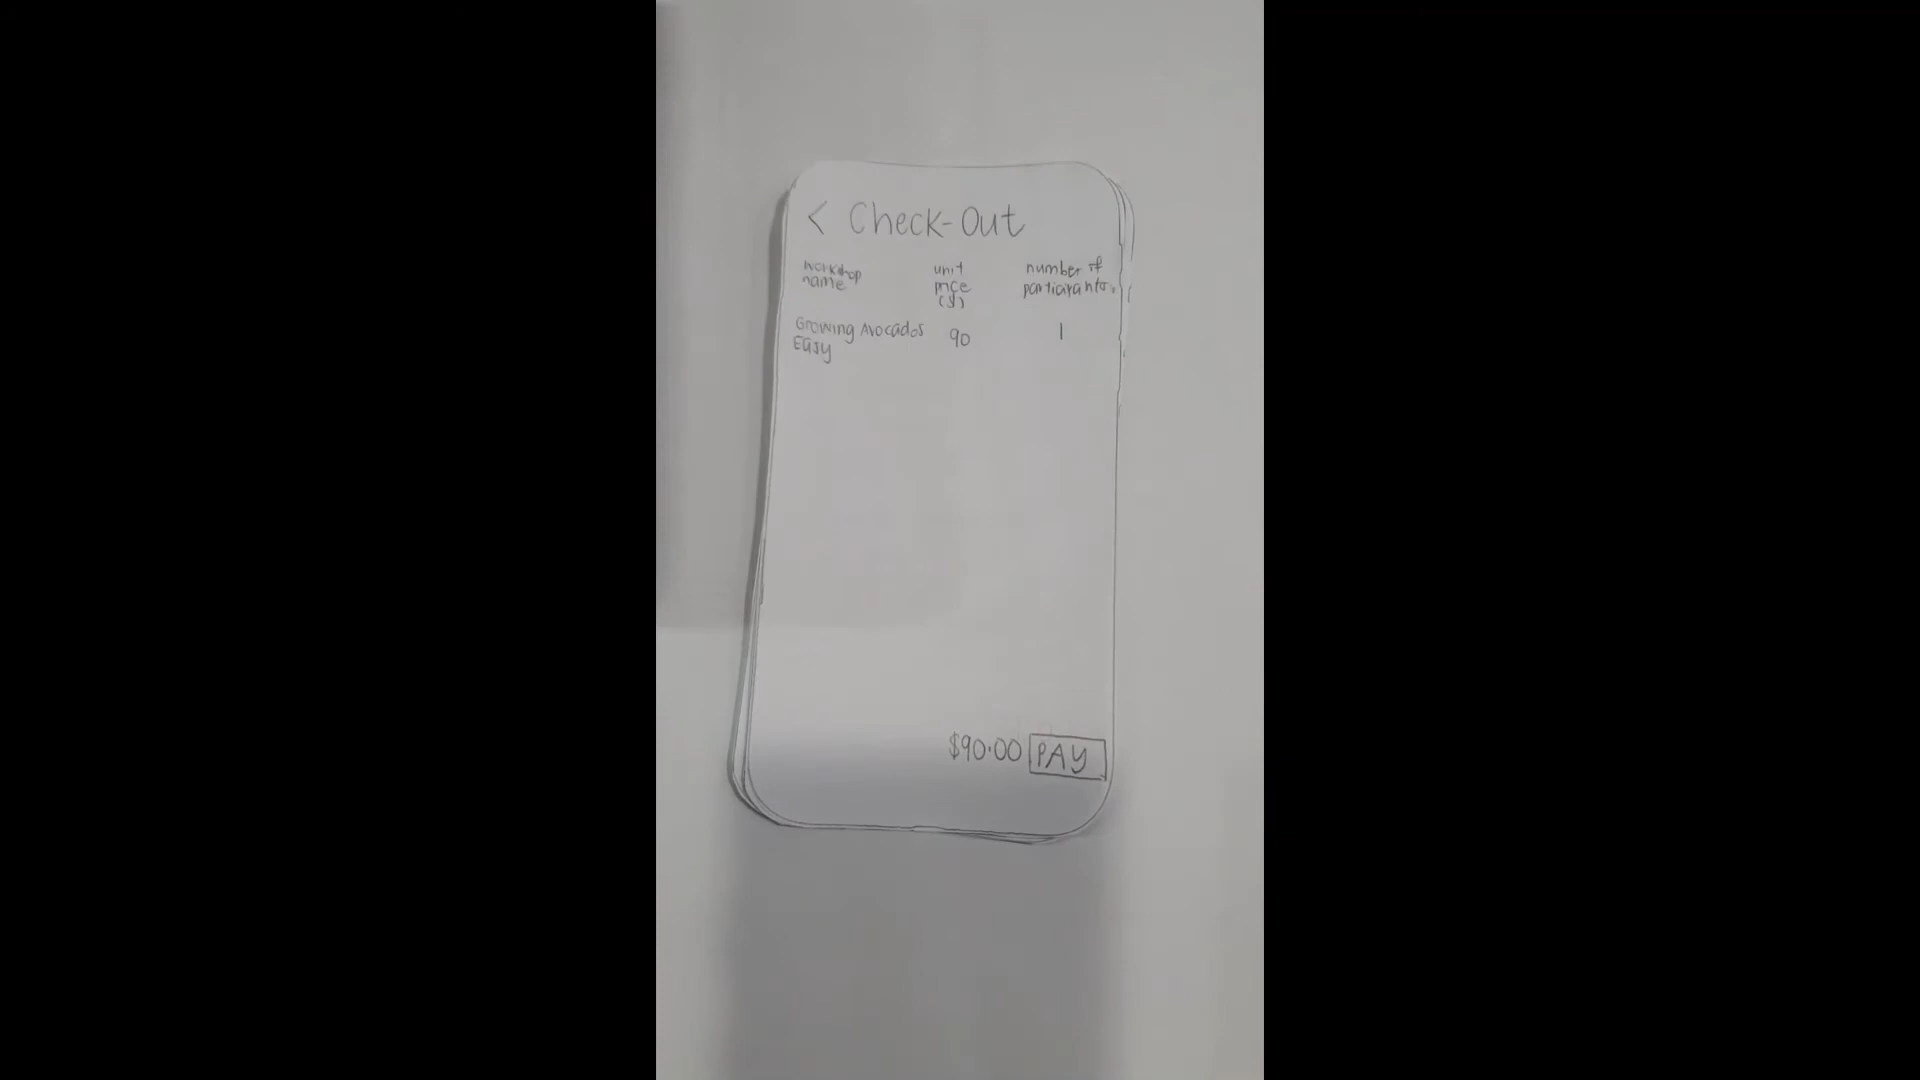 < Check-Out
workshop name
unit price ($)
number of participants.
Growing Avocados Easy
90
1
$90.00 PAY